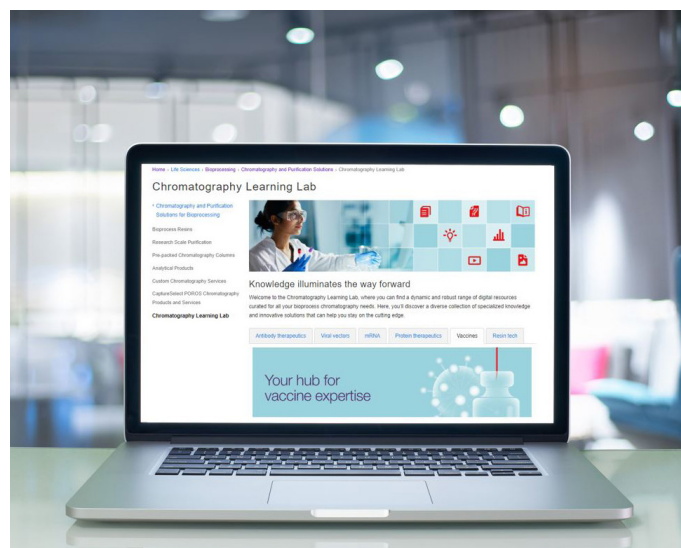 Home › Life Sciences › Bioprocessing › Chromatography and Purification Solutions › Chromatography Learning Lab
Chromatography Learning Lab
‹ Chromatography and Purification
Solutions for Bioprocessing
Bioprocess Resins
Research Scale Purification
Pre-packed Chromatography Columns
Analytical Products
Custom Chromatography Services
CaptureSelect POROS Chromatography
Products and Services
Chromatography Learning Lab
Knowledge illuminates the way forward
Welcome to the Chromatography Learning Lab, where you can find a dynamic and robust range of digital resources
curated for all your bioprocess chromatography needs. Here, you'll discover a diverse collection of specialized knowledge
and innovative solutions that can help you stay on the cutting edge.
Antibody therapeutics Viral vectors mRNA Protein therapeutics Vaccines Resin tech
Your hub for
vaccine expertise